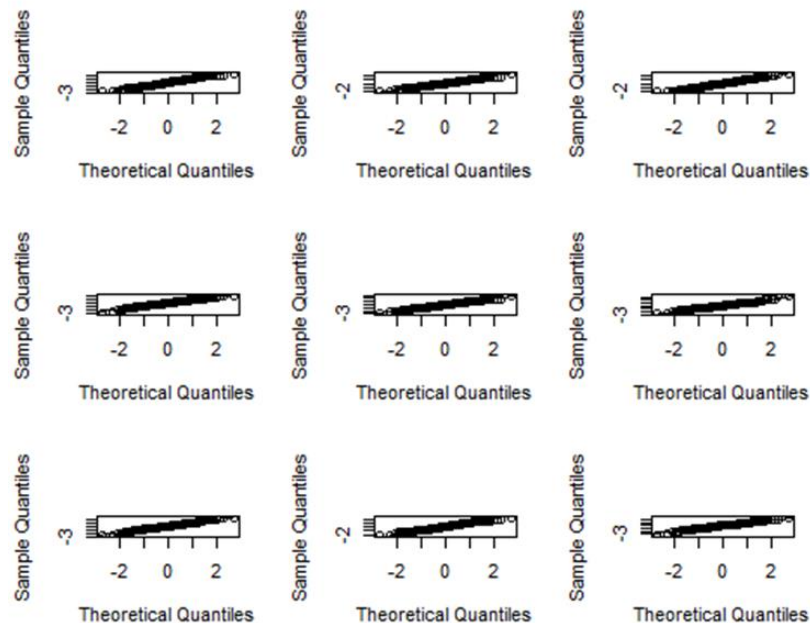 Sample Quantiles Sample Quantiles Sample Quantiles
-3 -2 -2
-2 0 2 -2 0 2 -2 0 2
Theoretical Quantiles Theoretical Quantiles Theoretical Quantiles
Sample Quantiles Sample Quantiles Sample Quantiles
-3 -3 -3
-2 0 2 -2 0 2 -2 0 2
Theoretical Quantiles Theoretical Quantiles Theoretical Quantiles
Sample Quantiles Sample Quantiles Sample Quantiles
-3 -2 -3
-2 0 2 -2 0 2 -2 0 2
Theoretical Quantiles Theoretical Quantiles Theoretical Quantiles